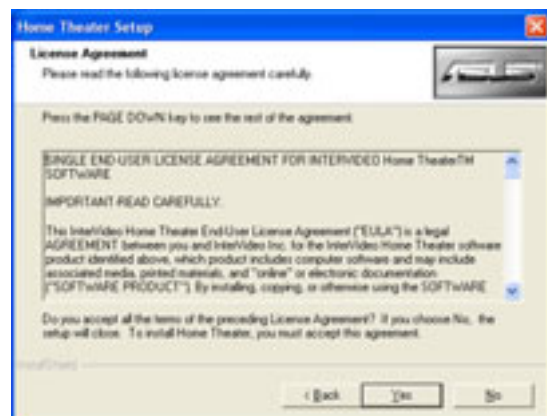 Home Theater Setup
License Agreement
Please read the following license agreement carefully.
ASUS
Press the PAGE DOWN key to see the rest of the agreement.
SINGLE END-USER LICENSE AGREEMENT FOR INTERVIDEO Home TheaterTM
SOFTWARE
IMPORTANT-READ CAREFULLY:
This InterVideo Home Theater End-User License Agreement ("EULA") is a legal
AGREEMENT between you and InterVideo Inc. for the InterVideo Home Theater software
product identified above, which product includes computer software and may include
associated media, printed materials, and "online" or electronic documentation
("SOFTWARE PRODUCT"). By installing, copying, or otherwise using the SOFTWARE
Do you accept all the terms of the preceding License Agreement? If you choose No, the
setup will close. To install Home Theater, you must accept this agreement.
InstallShield
< Back
Yes
No